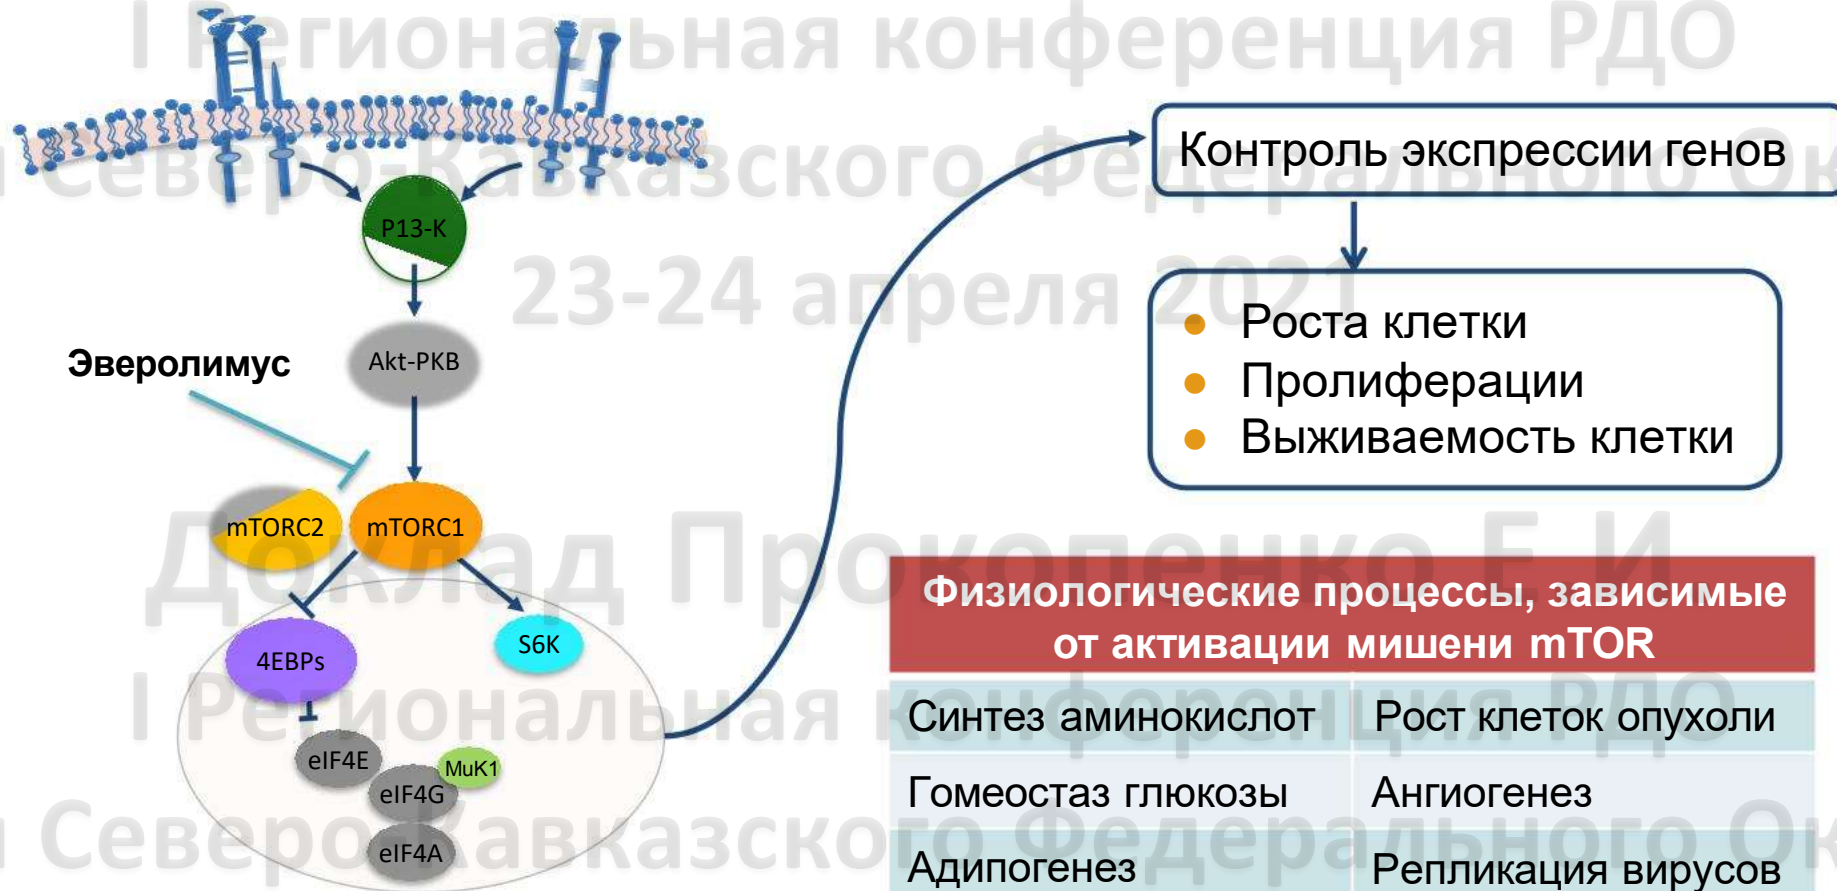 I Региональная конференция РДО
Северо-Кавказского Федерального Ок
23-24 апреля 2021
Доклад Прокопенко Е.И.
I Региональная конференция РДО
Северо-Кавказского Федерального Ок
P13-K
Akt-PKB
Эверолимус
mTORC2
mTORC1
4EBPs
S6K
eIF4E
MuK1
eIF4G
eIF4A
Контроль экспрессии генов
● Роста клетки
● Пролиферации
● Выживаемость клетки
Физиологические процессы, зависимые
от активации мишени mTOR
Синтез аминокислот Рост клеток опухоли
Гомеостаз глюкозы Ангиогенез
Адипогенез Репликация вирусов